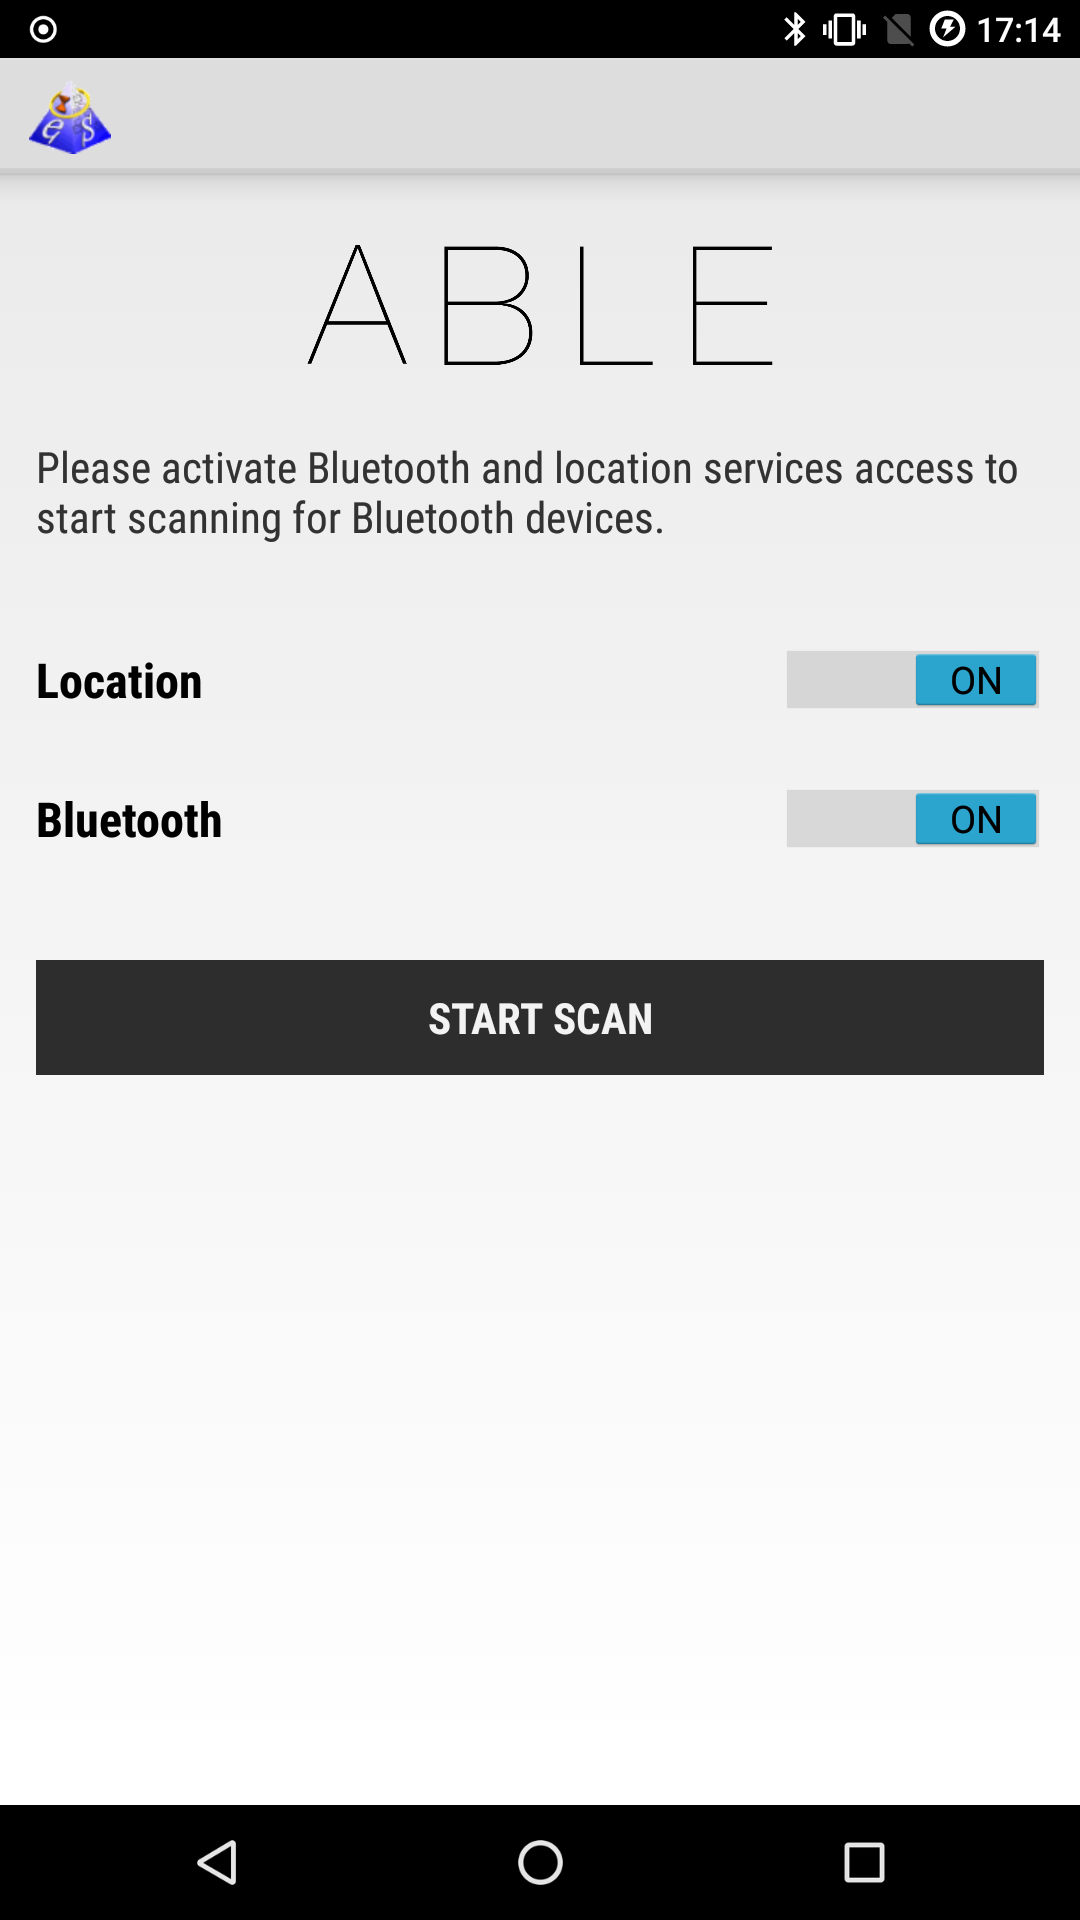 17:14
e S
ABLE
Please activate Bluetooth and location services access to
start scanning for Bluetooth devices.
Location ON
Bluetooth ON
START SCAN